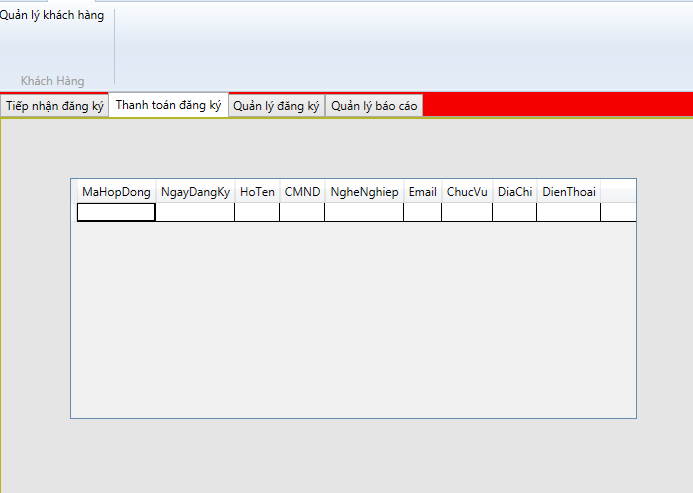 Quản lý khách hàng
Khách Hàng
Tiếp nhận đăng ký Thanh toán đăng ký Quản lý đăng ký Quản lý báo cáo
MaHopDong NgayDangKy HoTen CMND NgheNghiep Email ChucVu DiaChi DienThoai